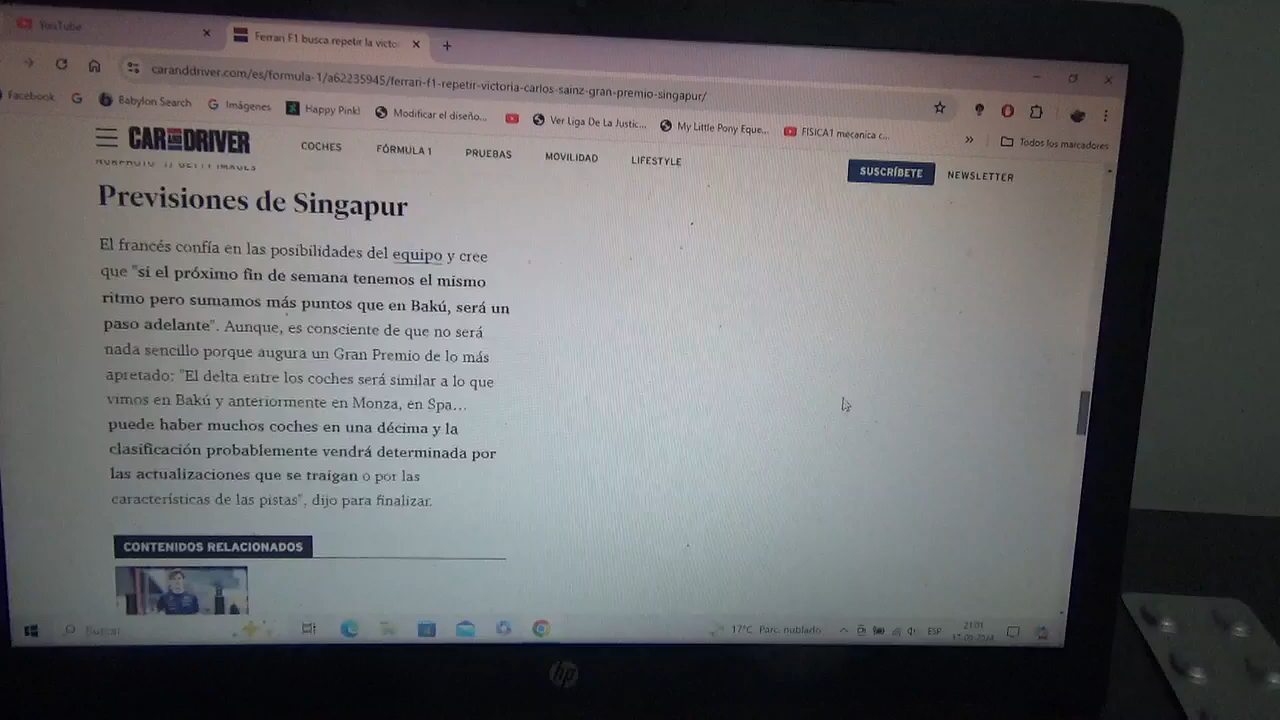 YouTube
Ferrari F1 busca repetir la victo
caranddriver.com/es/formula-1/a62235945/ferrari-f1-repetir-victoria-carlos-sainz-gran-premio-singapur/
Facebook
Babylon Search
Imágenes
Happy Pink!
Modificar el diseño...
Ver Liga De La Justic...
My Little Pony Eque...
FISICA1 mecanica c...
Todos los marcadores
CAR AND DRIVER
COCHES
FÓRMULA 1
PRUEBAS
MOVILIDAD
LIFESTYLE
SUSCRÍBETE
NEWSLETTER
NURPHOTO // GETTY IMAGES
Previsiones de Singapur
El francés confía en las posibilidades del equipo y cree
que "si el próximo fin de semana tenemos el mismo
ritmo pero sumamos más puntos que en Bakú, será un
paso adelante". Aunque, es consciente de que no será
nada sencillo porque augura un Gran Premio de lo más
apretado: "El delta entre los coches será similar a lo que
vimos en Bakú y anteriormente en Monza, en Spa...
puede haber muchos coches en una décima y la
clasificación probablemente vendrá determinada por
las actualizaciones que se traigan o por las
características de las pistas", dijo para finalizar.
CONTENIDOS RELACIONADOS
Buscar
17°C Parc. nublado
ESP
21:01
hp